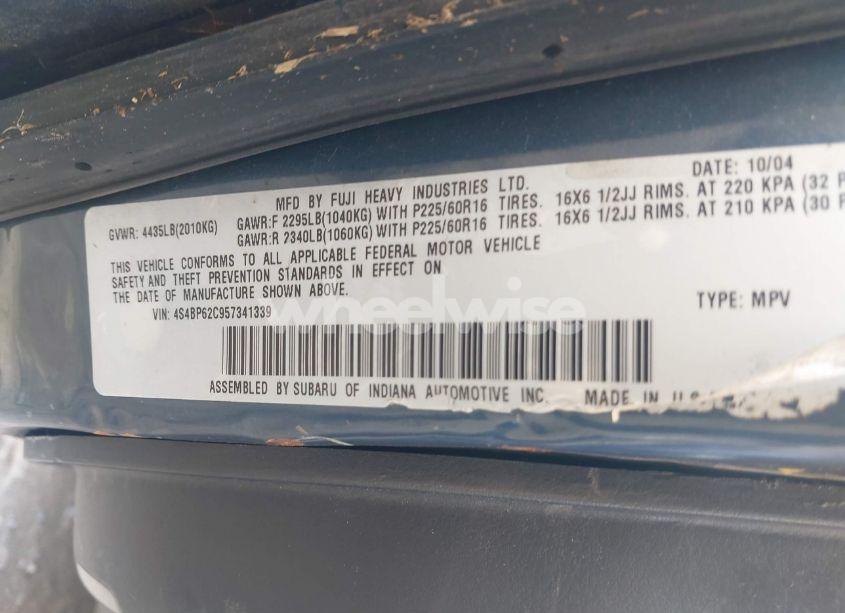 DATE: 10/04
MFD BY FUJI HEAVY INDUSTRIES LTD.
GVWR: 4435LB(2010KG)
GAWR:F 2295LB(1040KG) WITH P225/60R16 TIRES. 16X6 1/2JJ RIMS. AT 220 KPA (32 P
GAWR:R 2340LB(1060KG) WITH P225/60R16 TIRES. 16X6 1/2JJ RIMS. AT 210 KPA (30 P
THIS VEHICLE CONFORMS TO ALL APPLICABLE FEDERAL MOTOR VEHICLE
SAFETY AND THEFT PREVENTION STANDARDS IN EFFECT ON
THE DATE OF MANUFACTURE SHOWN ABOVE.
VIN: 4S4BP62C957341339
TYPE: MPV
wheelwise
ASSEMBLED BY SUBARU OF INDIANA AUTOMOTIVE INC. MADE IN U.S.